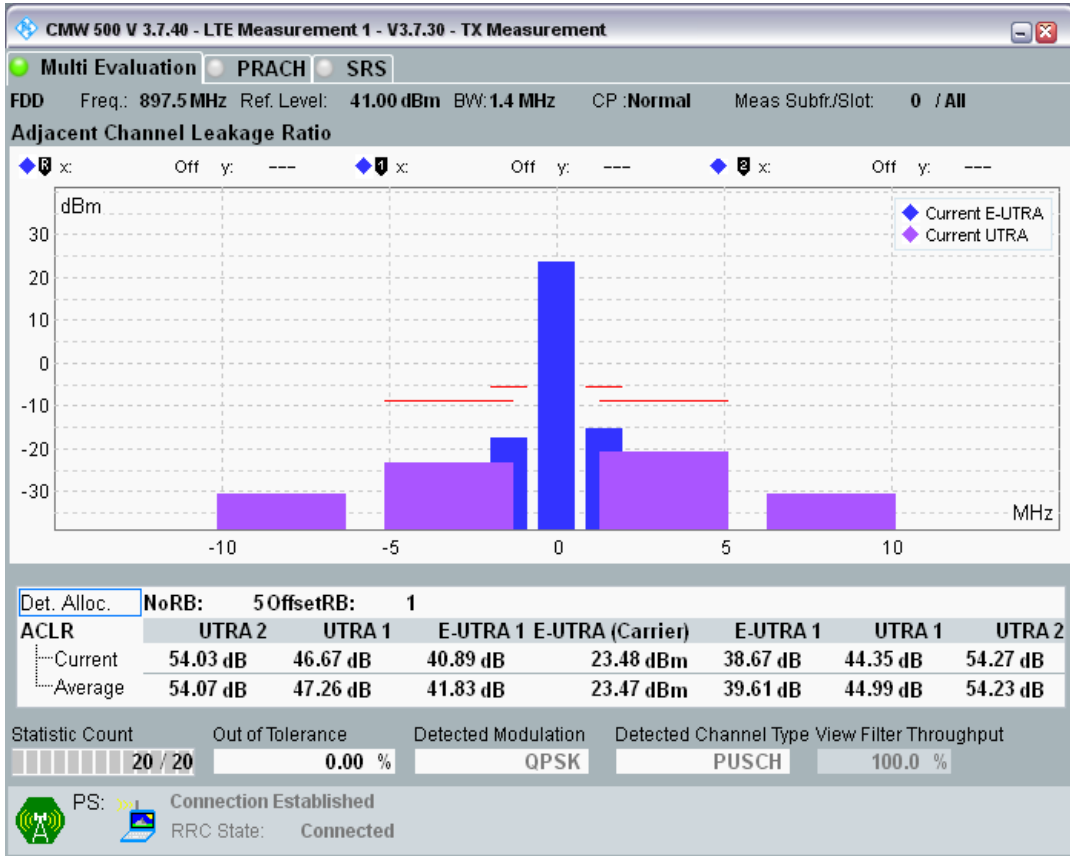 CMW 500 V 3.7.40 - LTE Measurement 1 - V3.7.30 - TX Measurement
Multi Evaluation PRACH SRS
FDD Freq.: 897.5 MHz Ref. Level: 41.00 dBm BW: 1.4 MHz CP :Normal Meas Subfr./Slot: 0 / All
Adjacent Channel Leakage Ratio
R x: Off y: --- 1 x: Off y: --- 2 x: Off y: ---
dBm
Current E-UTRA
Current UTRA
30
20
10
0
-10
-20
-30
MHz
-10 -5 0 5 10
Det. Alloc. NoRB: 5 OffsetRB: 1
ACLR UTRA 2 UTRA 1 E-UTRA 1 E-UTRA (Carrier) E-UTRA 1 UTRA 1 UTRA 2
Current 54.03 dB 46.67 dB 40.89 dB 23.48 dBm 38.67 dB 44.35 dB 54.27 dB
Average 54.07 dB 47.26 dB 41.83 dB 23.47 dBm 39.61 dB 44.99 dB 54.23 dB
Statistic Count Out of Tolerance Detected Modulation Detected Channel Type View Filter Throughput
20 / 20 0.00 % QPSK PUSCH 100.0 %
PS: Connection Established
RRC State: Connected